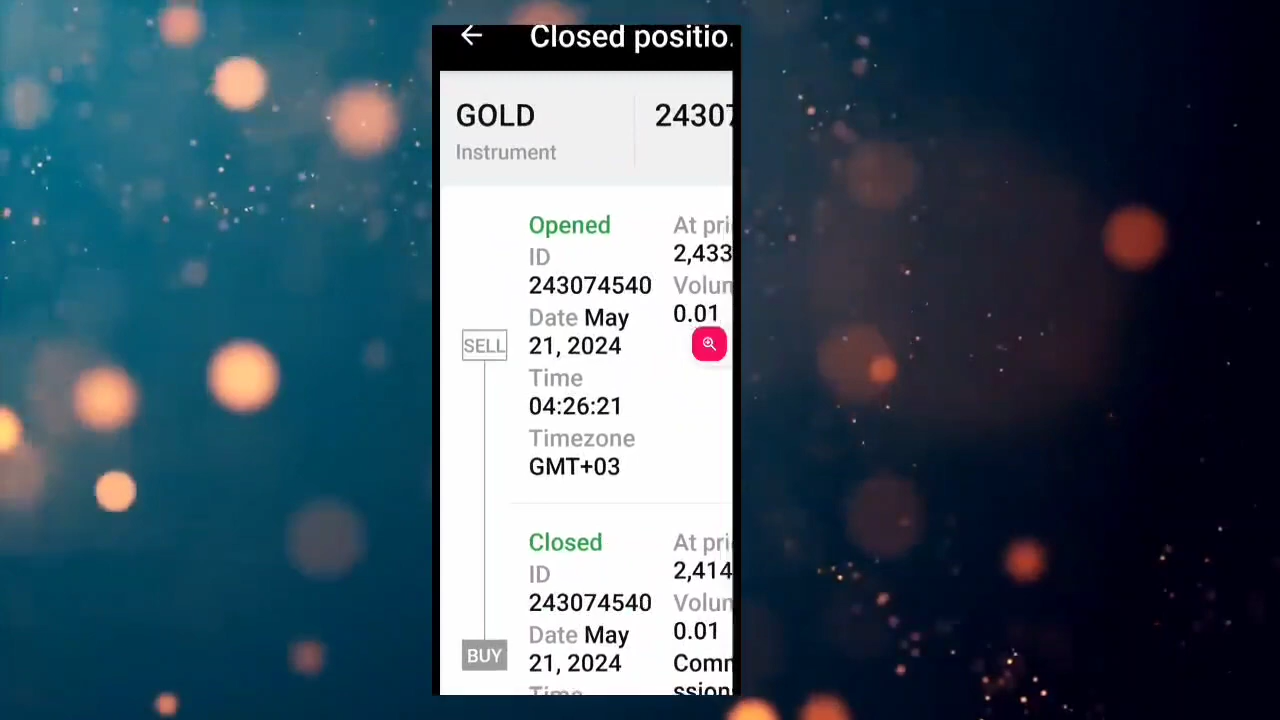 Closed positio.
GOLD
24307
Instrument
Opened
At pri
ID
2,433
243074540
Volum
Date May
0.01
21, 2024
SELL
Time
04:26:21
Timezone
GMT+03
Closed
At pri
ID
2,414
243074540
Volum
Date May
0.01
BUY
21, 2024
Comm
Time
ssions